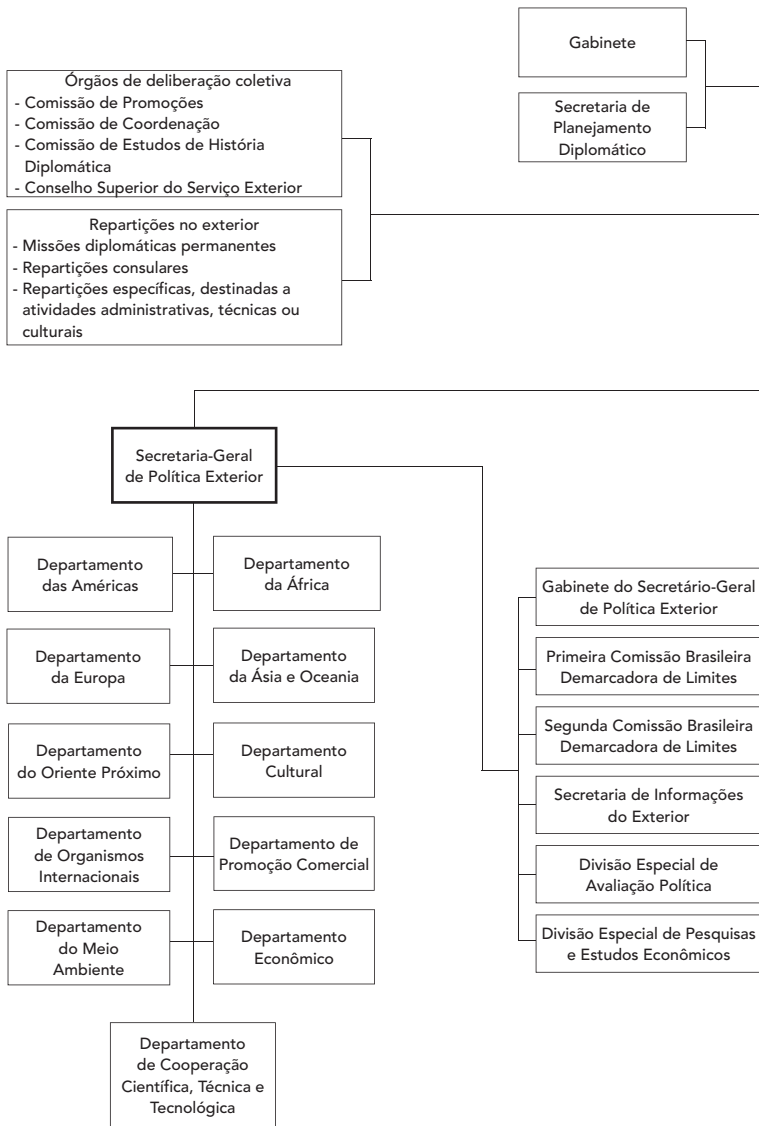 Gabinete
Secretaria de
Planejamento
Diplomático
Órgãos de deliberação coletiva
- Comissão de Promoções
- Comissão de Coordenação
- Comissão de Estudos de História
Diplomática
- Conselho Superior do Serviço Exterior
Repartições no exterior
- Missões diplomáticas permanentes
- Repartições consulares
- Repartições específicas, destinadas a
atividades administrativas, técnicas ou
culturais
Secretaria-Geral
de Política Exterior
Departamento
das Américas
Departamento
da África
Departamento
da Europa
Departamento
da Ásia e Oceania
Departamento
do Oriente Próximo
Departamento
Cultural
Departamento
de Organismos
Internacionais
Departamento de
Promoção Comercial
Departamento
do Meio
Ambiente
Departamento
Econômico
Departamento
de Cooperação
Científica, Técnica e
Tecnológica
Gabinete do Secretário-Geral
de Política Exterior
Primeira Comissão Brasileira
Demarcadora de Limites
Segunda Comissão Brasileira
Demarcadora de Limites
Secretaria de Informações
do Exterior
Divisão Especial de
Avaliação Política
Divisão Especial de Pesquisas
e Estudos Econômicos